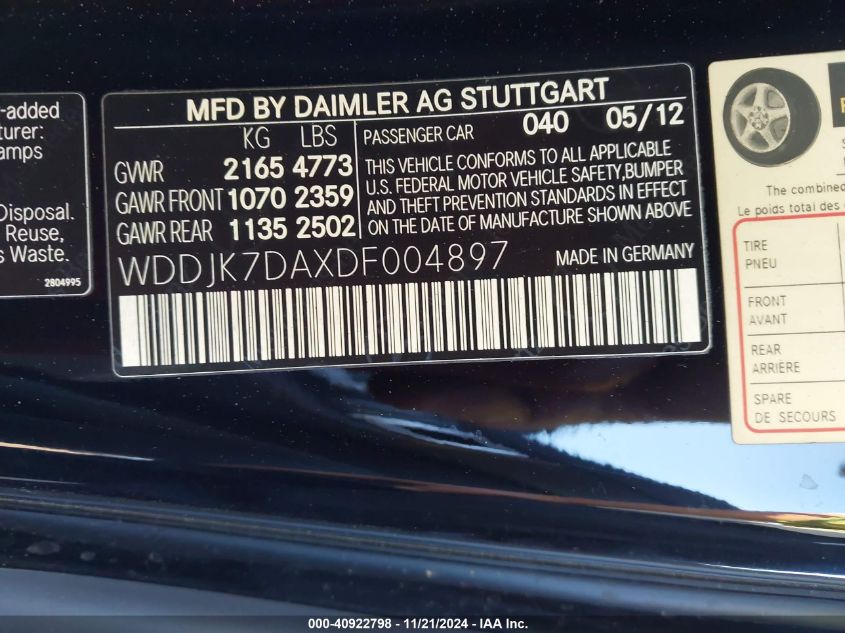 -added
turer:
amps
Disposal.
Reuse,
s Waste.
2804995
MFD BY DAIMLER AG STUTTGART
KG LBS
GVWR 2165 4773
GAWR FRONT 1070 2359
GAWR REAR 1135 2502
PASSENGER CAR 040 05/12
THIS VEHICLE CONFORMS TO ALL APPLICABLE
U.S. FEDERAL MOTOR VEHICLE SAFETY,BUMPER
AND THEFT PREVENTION STANDARDS IN EFFECT
ON THE DATE OF MANUFACTURE SHOWN ABOVE
WDDJK7DAXDF004897
MADE IN GERMANY
The combined
Le poids total des
TIRE
PNEU
FRONT
AVANT
REAR
ARRIÈRE
SPARE
DE SECOURS
000-40922798 - 11/21/2024 - IAA Inc.